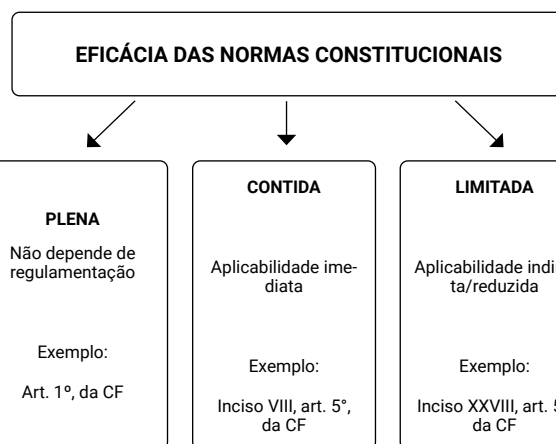 EFICÁCIA DAS NORMAS CONSTITUCIONAIS
PLENA
Não depende de
regulamentação
Exemplo:
Art. 1º, da CF
CONTIDA
Aplicabilidade ime-
diata
Exemplo:
Inciso VIII, art. 5°,
da CF
LIMITADA
Aplicabilidade
ta/reduzida
Exemplo:
Inciso XXVIII, art.
da CF